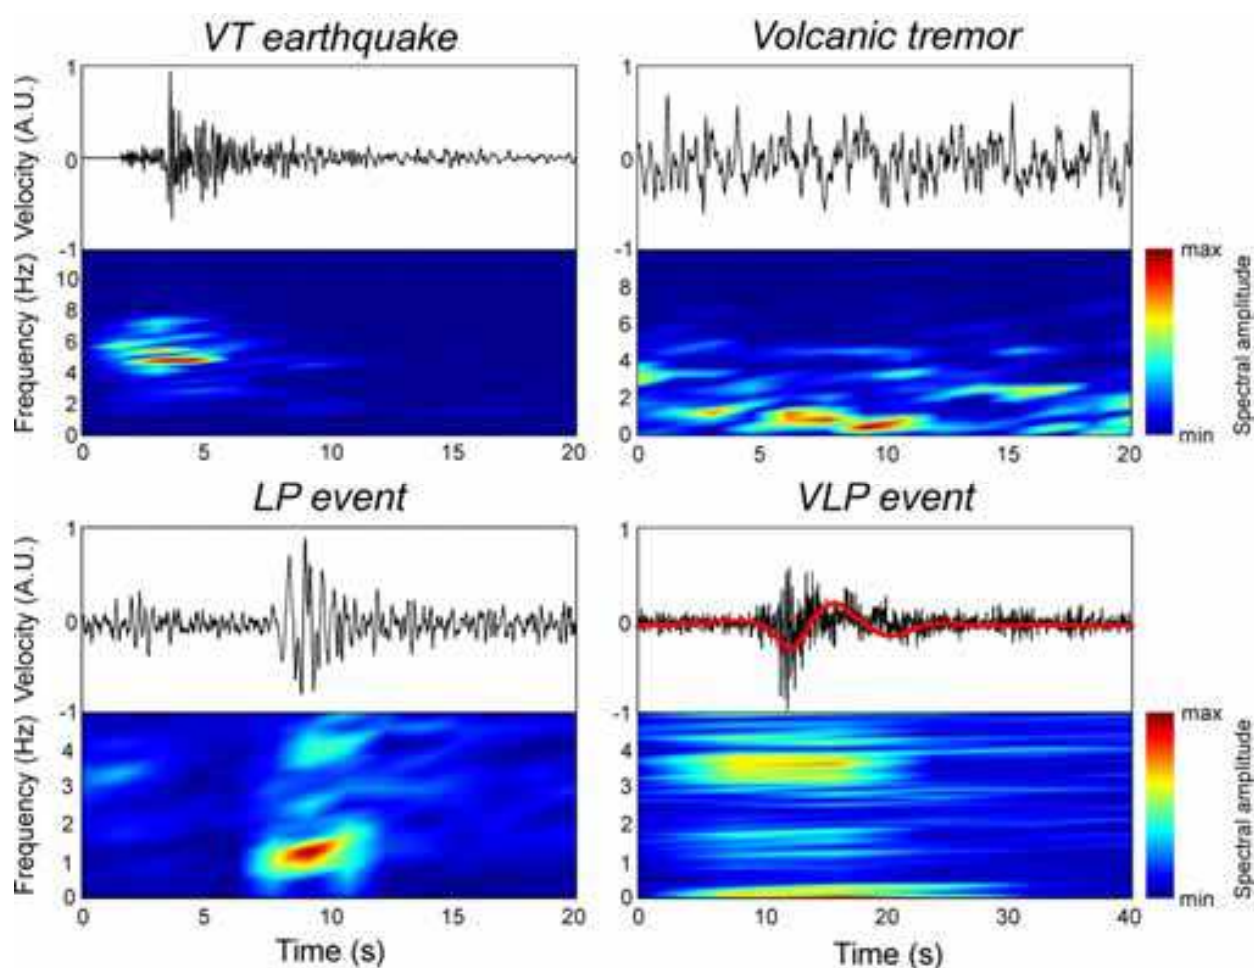 VT earthquake
Volcanic tremor
Velocity (A.U.)
1
0
-1
1
0
-1
Frequency (Hz)
10
8
6
4
2
0
8
6
4
2
0
max
min
Spectral amplitude
0 5 10 15 20
0 5 10 15 20
LP event
VLP event
Velocity (A.U.)
1
0
-1
1
0
-1
Frequency (Hz)
4
3
2
1
0
4
3
2
1
0
max
min
Spectral amplitude
0 5 10 15 20
0 10 20 30 40
Time (s)
Time (s)